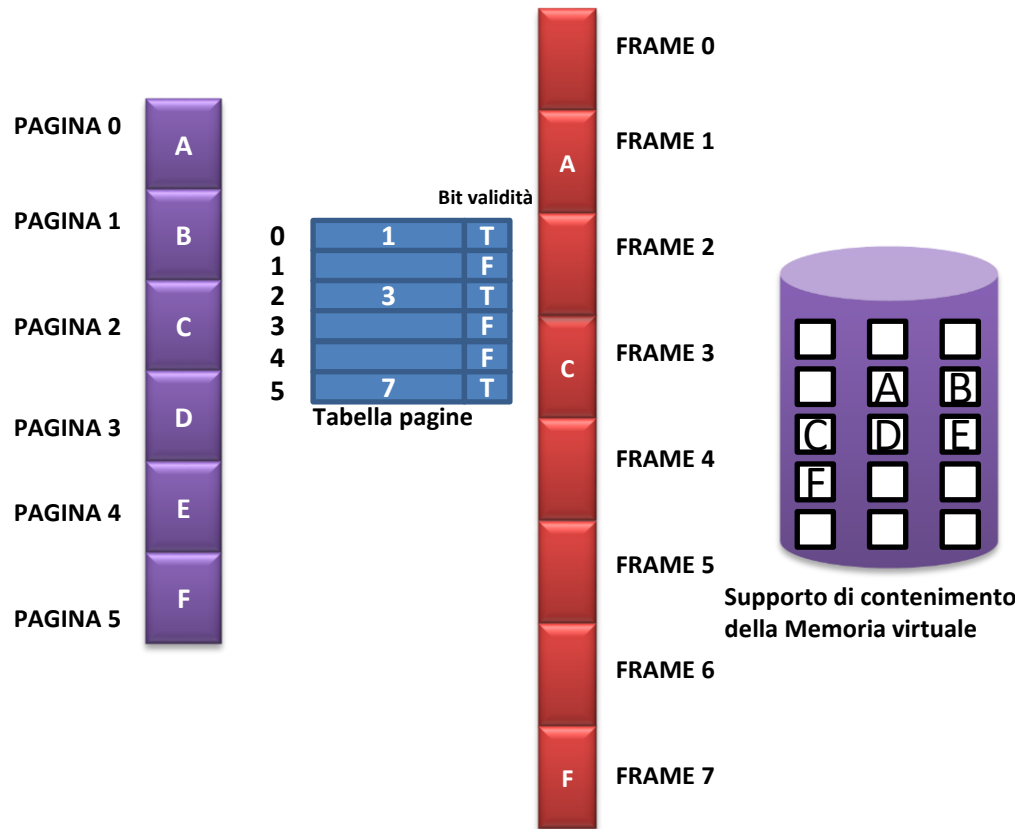 PAGINA 0
PAGINA 1
PAGINA 2
PAGINA 3
PAGINA 4
PAGINA 5
A
B
C
D
E
F
Bit validità
0 1 T
1 F
2 3 T
3 F
4 F
5 7 T
Tabella pagine
A
C
F
FRAME 0
FRAME 1
FRAME 2
FRAME 3
FRAME 4
FRAME 5
FRAME 6
FRAME 7
A B
C D E
F
Supporto di contenimento
della Memoria virtuale